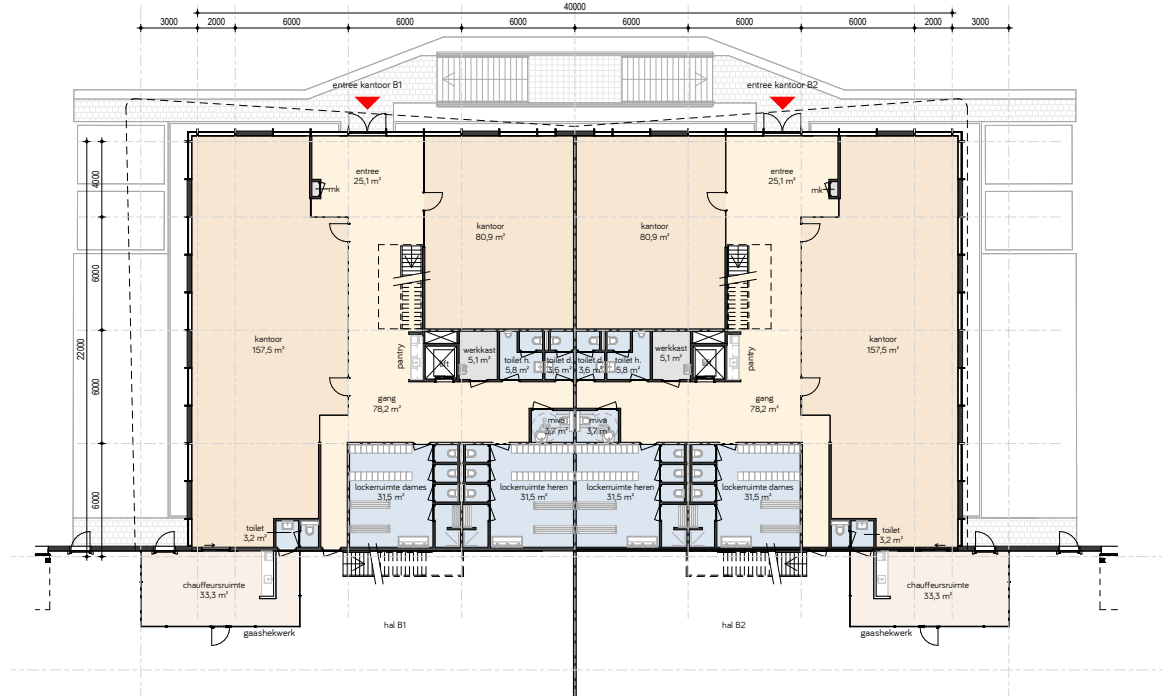 40000
3000 2000 6000 6000 6000 6000 6000 6000 2000 3000
entree kantoor B1
entree kantoor B2
4000
6000
22000
6000
6000
entree
25,1 m²
mk
entree
25,1 m²
mk
kantoor
80,9 m²
kantoor
80,9 m²
kantoor
157,5 m²
kantoor
157,5 m²
pantry
lift
werkkast
5,1 m²
toilet h.
5,8 m²
toilet d.
3,6 m²
toilet d.
3,6 m²
toilet h.
5,8 m²
werkkast
5,1 m²
lift
pantry
gang
78,2 m²
gang
78,2 m²
miva
3,7 m²
miva
3,7 m²
lockerruimte dames
31,5 m²
lockerruimte heren
31,5 m²
lockerruimte heren
31,5 m²
lockerruimte dames
31,5 m²
toilet
3,2 m²
toilet
3,2 m²
chauffeursruimte
33,3 m²
chauffeursruimte
33,3 m²
gaashekwerk
hal B1
hal B2
gaashekwerk